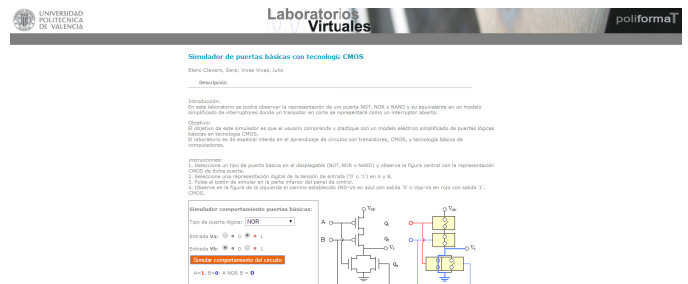 UNIVERSIDAD
POLITECNICA
DE VALENCIA
Laboratorios
Virtuales
poliformaT
Simulador de puertas básicas con tecnología CMOS
Blanc Clavero, Sara; Vivas Vivas, Julio
Descripción
Introducción:
En este laboratorio se podrá observar la representación de una puerta NOT, NOR o NAND y su equivalente en un modelo
simplificado de interruptores donde un transistor en corte se representará como un interruptor abierto.
Objetivo:
El objetivo de este simulador es que el usuario comprenda y practique con un modelo eléctrico simplificado de puertas lógicas
básicas en tecnología CMOS.
El laboratorio es de especial interés en el aprendizaje de circuitos con transistores, CMOS, y tecnología básica de
computadores.
Instrucciones:
1. Seleccione un tipo de puerta básica en el desplegable (NOT, NOR o NAND) y observe la figura central con la representación
CMOS de dicha puerta.
2. Seleccione una representación digital de la tensión de entrada ('0' o '1') en A y B.
3. Pulse al botón de simular en la parte inferior del panel de control.
4. Observe en la figura de la izquierda el camino establecido GND-Vs en azul con salida '0' o Vpp-Vs en rojo con salida '1'.
CMOS.
Simulador comportamiento puertas básicas:
Tipo de puerta lógica: NOR
Entrada Va: 0 1
Entrada Vb: 0 1
Simular comportamiento del circuito
A=1, B=0: A NOR B = 0
V_DD
A
B
V_DD